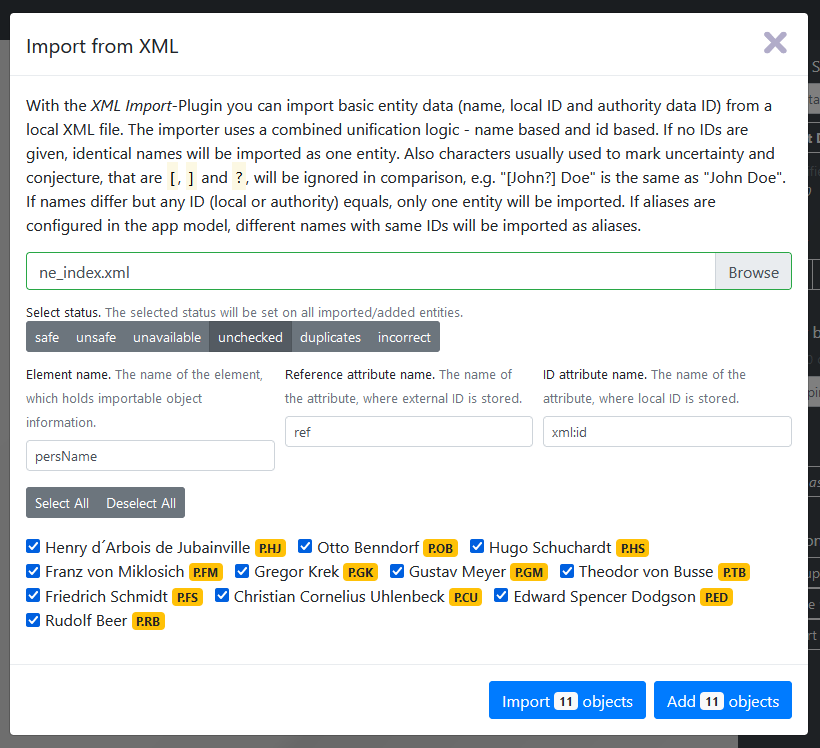 Import from XML
With the XML Import-Plugin you can import basic entity data (name, local ID and authority data ID) from a
local XML file. The importer uses a combined unification logic - name based and id based. If no IDs are
given, identical names will be imported as one entity. Also characters usually used to mark uncertainty and
conjecture, that are [, ] and ?, will be ignored in comparison, e.g. "[John?] Doe" is the same as "John Doe".
If names differ but any ID (local or authority) equals, only one entity will be imported. If aliases are
configured in the app model, different names with same IDs will be imported as aliases.
ne_index.xml Browse
Select status. The selected status will be set on all imported/added entities.
safe unsafe unavailable unchecked duplicates incorrect
Element name. The name of the element,
which holds importable object
information.
persName
Reference attribute name. The name of
the attribute, where external ID is stored.
ref
ID attribute name. The name of the
attribute, where local ID is stored.
xml:id
Select All Deselect All
Henry d´Arbois de Jubainville P.HJ Otto Benndorf P.OB Hugo Schuchardt P.HS
Franz von Miklosich P.FM Gregor Krek P.GK Gustav Meyer P.GM Theodor von Busse P.TB
Friedrich Schmidt P.FS Christian Cornelius Uhlenbeck P.CU Edward Spencer Dodgson P.ED
Rudolf Beer P.RB
Import 11 objects Add 11 objects